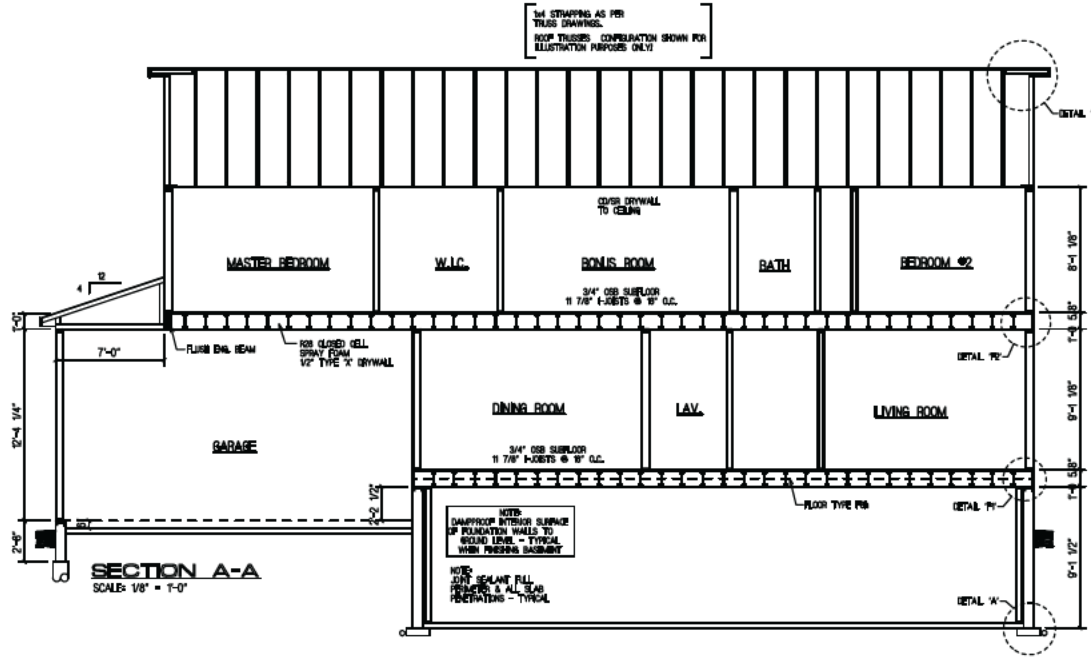 1x4 STRAPPING AS PER
TRUSS DRAWINGS.
ROOF TRUSSES CONFIGURATION SHOWN FOR
ILLUSTRATION PURPOSES ONLY!
DETAIL
CD/SR DRYWALL
TO CEILING
MASTER BEDROOM
W.I.C.
BONUS ROOM
BATH
BEDROOM #2
8'-1 1/8"
12
4
3/4" OSB SUBFLOOR
11 7/8" I-JOISTS @ 16" O.C.
1'-0"
1'-0 5/8"
7'-0"
FLUSH ENG. BEAM
R28 CLOSED CELL
SPRAY FOAM
1/2" TYPE 'X' DRYWALL
DETAIL 'F2'
12'-4 1/4"
GARAGE
DINING ROOM
LAV.
LIVING ROOM
9'-1 1/8"
3/4" OSB SUBFLOOR
11 7/8" I-JOISTS @ 16" O.C.
1'-0 5/8"
2'-2 1/2"
FLOOR TYPE
DETAIL 'F1'
2'-6"
NOTE:
DAMPPROOF INTERIOR SURFACE
OF FOUNDATION WALLS TO
GROUND LEVEL - TYPICAL
WHEN FINISHING BASEMENT
9'-1 1/2"
SECTION A-A
SCALE: 1/8" = 1'-0"
NOTE:
JOINT SEALANT FULL
PERIMETER & ALL SLAB
PENETRATIONS - TYPICAL
DETAIL 'A'